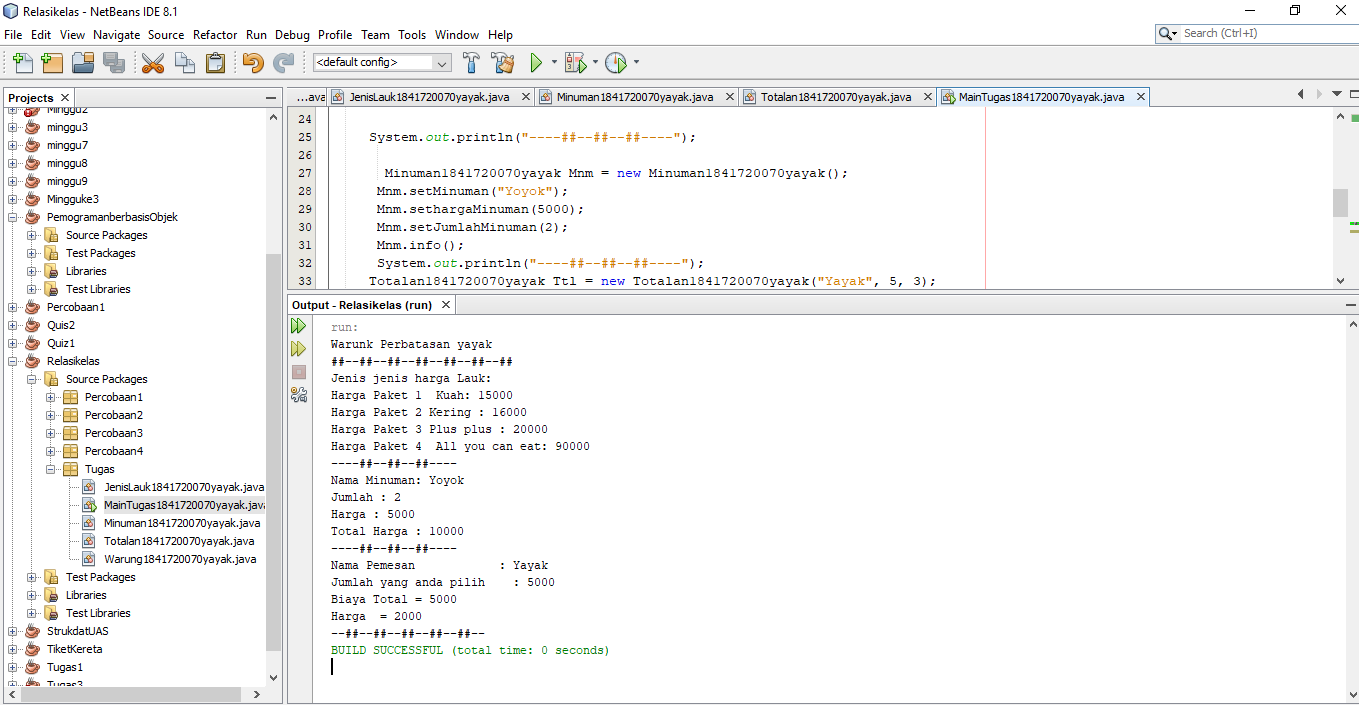 Relasikelas - NetBeans IDE 8.1
File Edit View Navigate Source Refactor Run Debug Profile Team Tools Window Help
Search (Ctrl+I)
<default config>
Projects
minggu2
minggu3
minggu7
minggu8
minggu9
Mingguke3
PemogramanberbasisObjek
Source Packages
Test Packages
Libraries
Test Libraries
Percobaan1
Quis2
Quiz1
Relasikelas
Source Packages
Percobaan1
Percobaan2
Percobaan3
Percobaan4
Tugas
JenisLauk1841720070yayak.java
MainTugas1841720070yayak.java
Minuman1841720070yayak.java
Totalan1841720070yayak.java
Warung1841720070yayak.java
Test Packages
Libraries
Test Libraries
StrukdatUAS
TiketKereta
Tugas1
Tugas3
...ava JenisLauk1841720070yayak.java Minuman1841720070yayak.java Totalan1841720070yayak.java MainTugas1841720070yayak.java
24
25 System.out.println("----##--##--##----");
26
27 Minuman1841720070yayak Mnm = new Minuman1841720070yayak();
28 Mnm.setMinuman("Yoyok");
29 Mnm.sethargaMinuman(5000);
30 Mnm.setJumlahMinuman(2);
31 Mnm.info();
32 System.out.println("----##--##--##----");
33 Totalan1841720070yayak Ttl = new Totalan1841720070yayak("Yayak", 5, 3);
Output - Relasikelas (run)
run:
Warunk Perbatasan yayak
##--##--##--##--##--##--##
Jenis jenis harga Lauk:
Harga Paket 1  Kuah: 15000
Harga Paket 2 Kering : 16000
Harga Paket 3 Plus plus : 20000
Harga Paket 4  All you can eat: 90000
----##--##--##----
Nama Minuman: Yoyok
Jumlah : 2
Harga : 5000
Total Harga : 10000
----##--##--##----
Nama Pemesan            : Yayak
Jumlah yang anda pilih    : 5000
Biaya Total = 5000
Harga  = 2000
--##--##--##--##--##--
BUILD SUCCESSFUL (total time: 0 seconds)